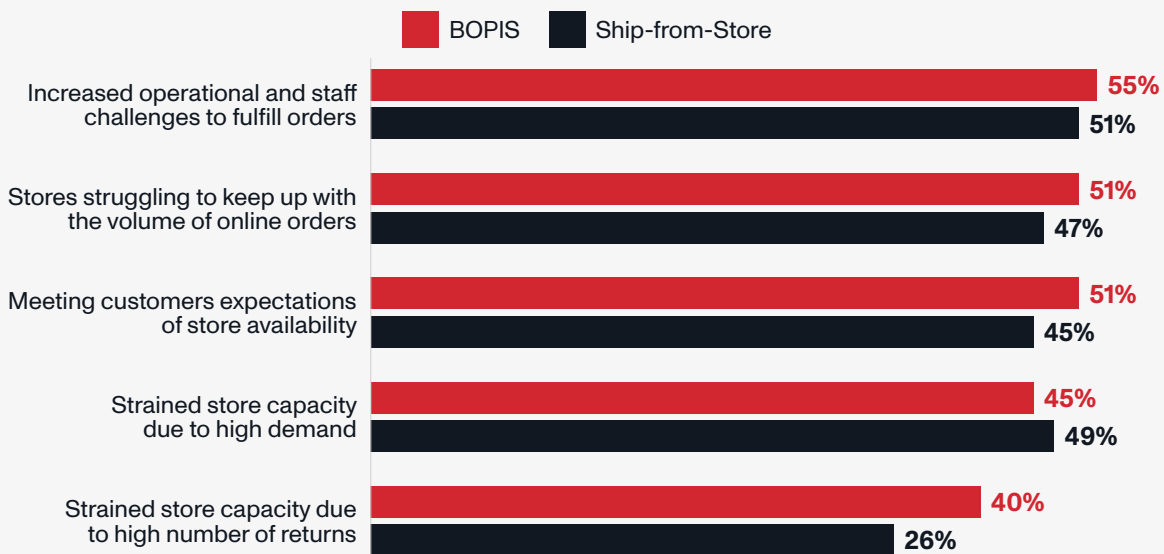 BOPIS Ship-from-Store
Increased operational and staff
challenges to fulfill orders
55%
51%
Stores struggling to keep up with
the volume of online orders
51%
47%
Meeting customers expectations
of store availability
51%
45%
Strained store capacity
due to high demand
45%
49%
Strained store capacity due
to high number of returns
40%
26%